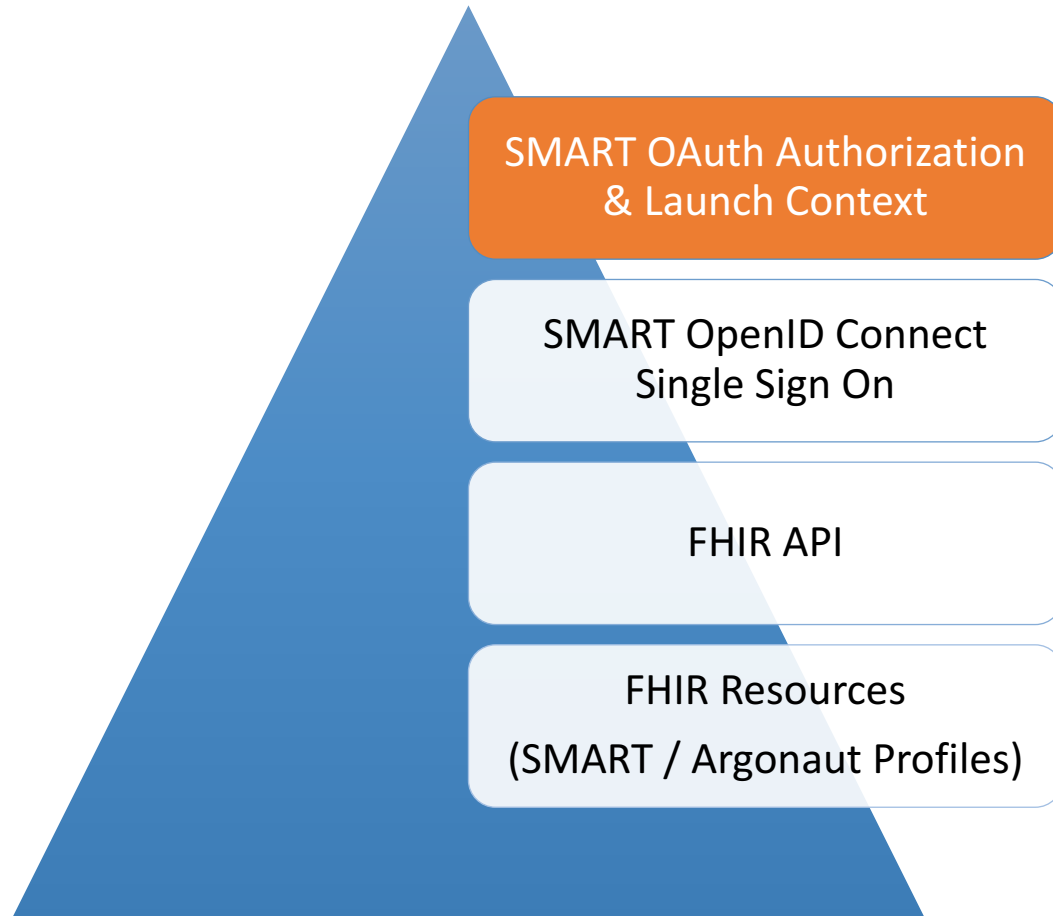 SMART OAuth Authorization
& Launch Context
SMART OpenID Connect
Single Sign On
FHIR API
FHIR Resources
(SMART / Argonaut Profiles)